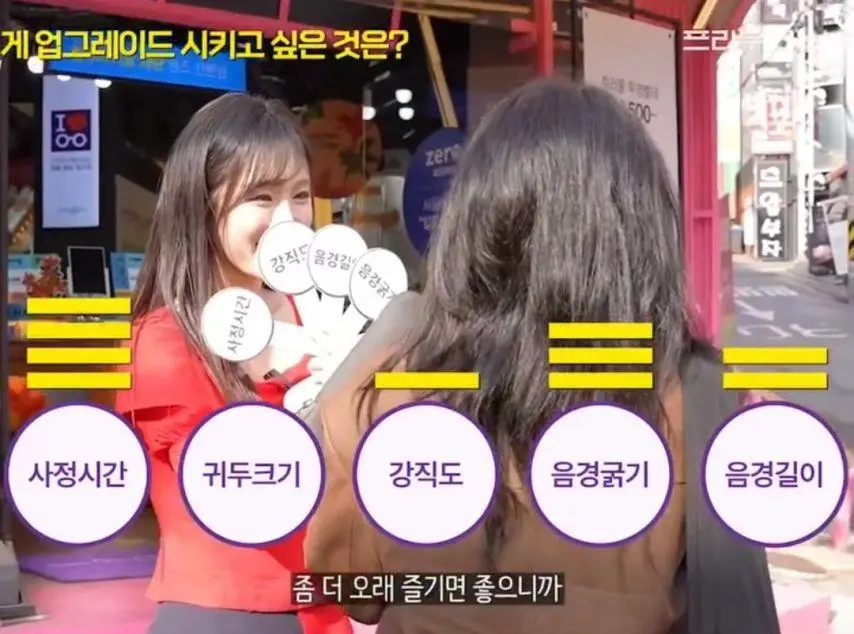 게 업그레이드 시키고 싶은 것은?
I
zero
500~
강직도
음경길
음경굵기
사정시간
사정시간
귀두크기
강직도
음경굵기
음경길이
좀 더 오래 즐기면 좋으니까